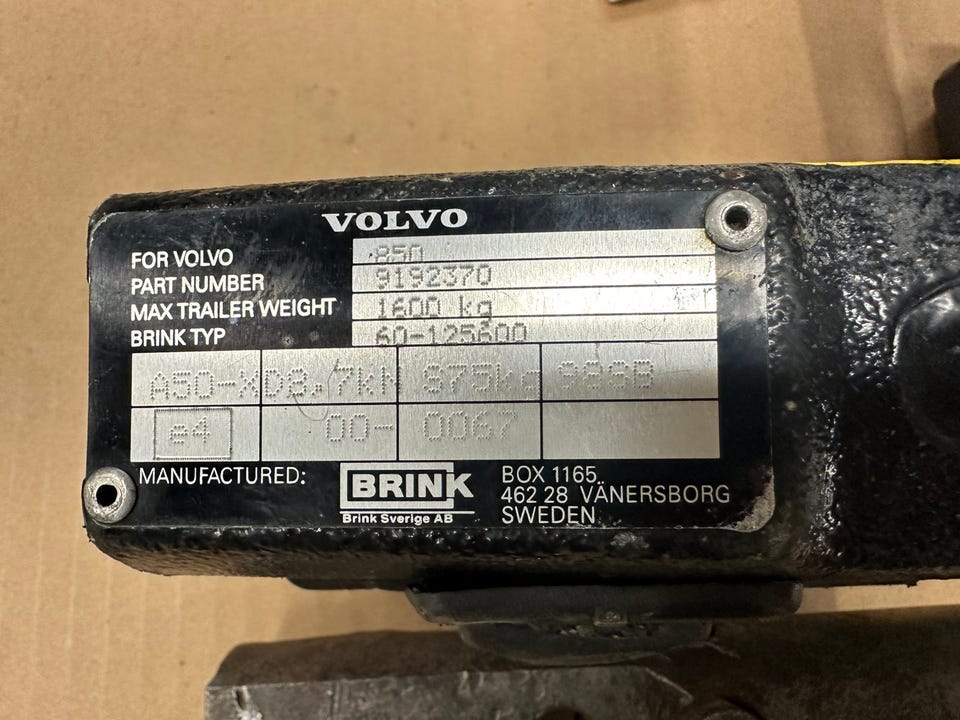 VOLVO
FOR VOLVO 850
PART NUMBER 9192370
MAX TRAILER WEIGHT 1600 kg
BRINK TYP 60-125600
A50-X D8,7kN S75kg
e4 00- 0067
MANUFACTURED: BRINK BOX 1165
Brink Sverige AB 462 28 VÄNERSBORG
SWEDEN